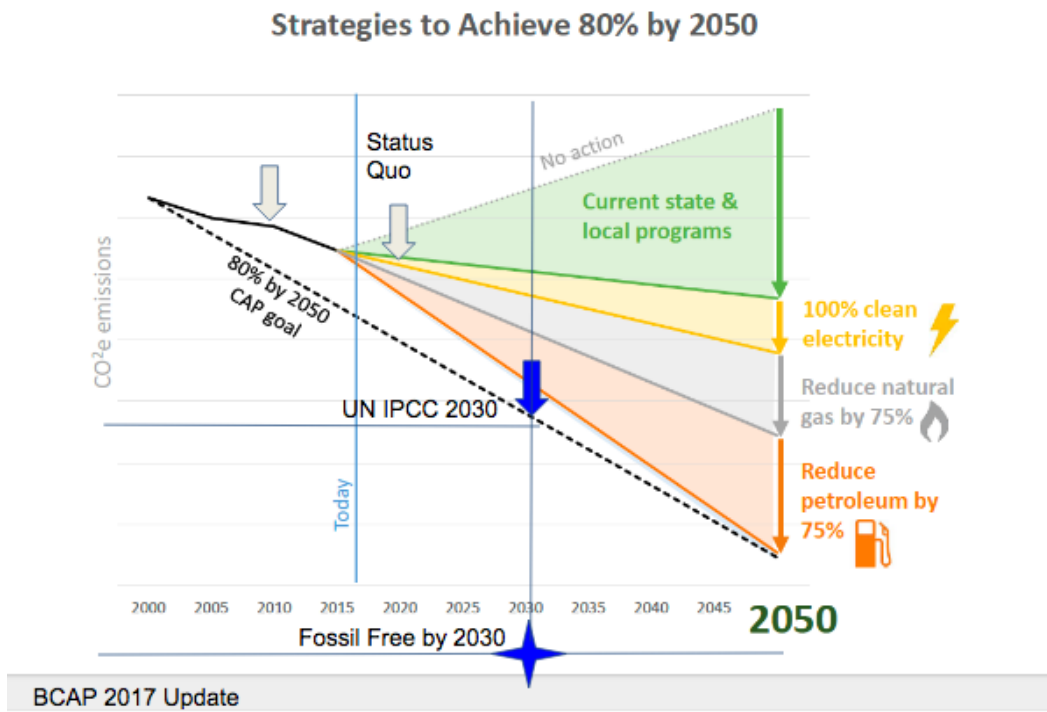 Strategies to Achieve 80% by 2050
Status
Quo
No action
Current state &
local programs
CO²e emissions
80% by 2050
CAP goal
100% clean
electricity
Reduce natural
gas by 75%
UN IPCC 2030
Reduce
petroleum by
75%
Today
2000 2005 2010 2015 2020 2025 2030 2035 2040 2045 2050
Fossil Free by 2030
BCAP 2017 Update